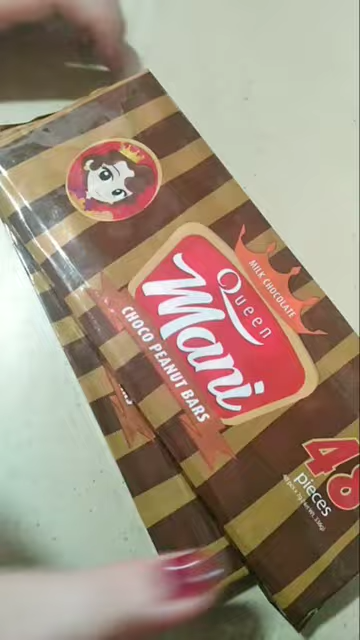 MILK CHOCOLATE
Queen
Mani
CHOCO PEANUT BARS
48
pieces